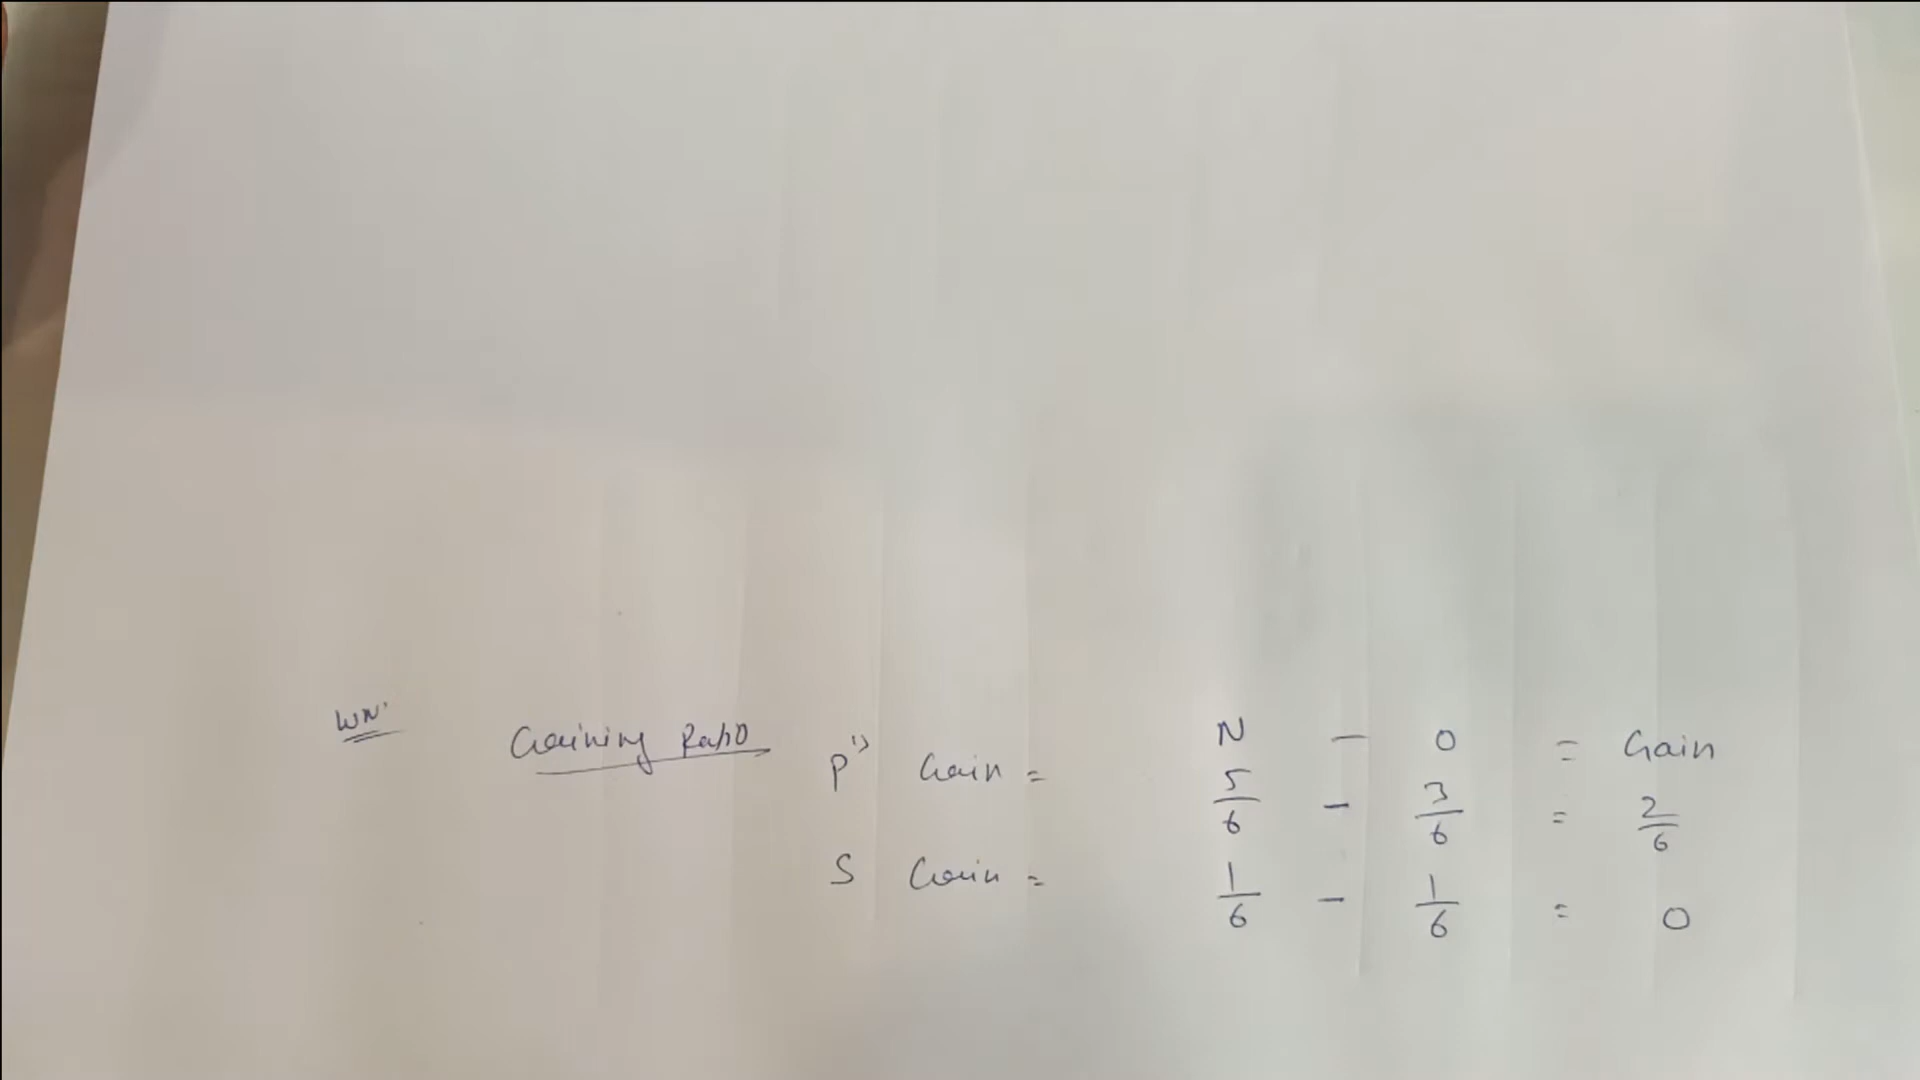 WN'
Gaining Ratio
N - O = Gain
P's Gain = 5/6 - 3/6 = 2/6
S Gain = 1/6 - 1/6 = 0